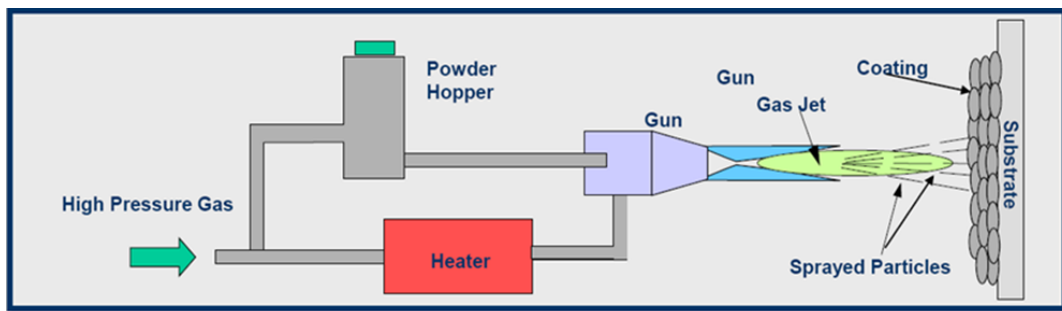 Powder
Hopper
Gun
Gun
Gas Jet
Coating
Substrate
High Pressure Gas
Heater
Sprayed Particles